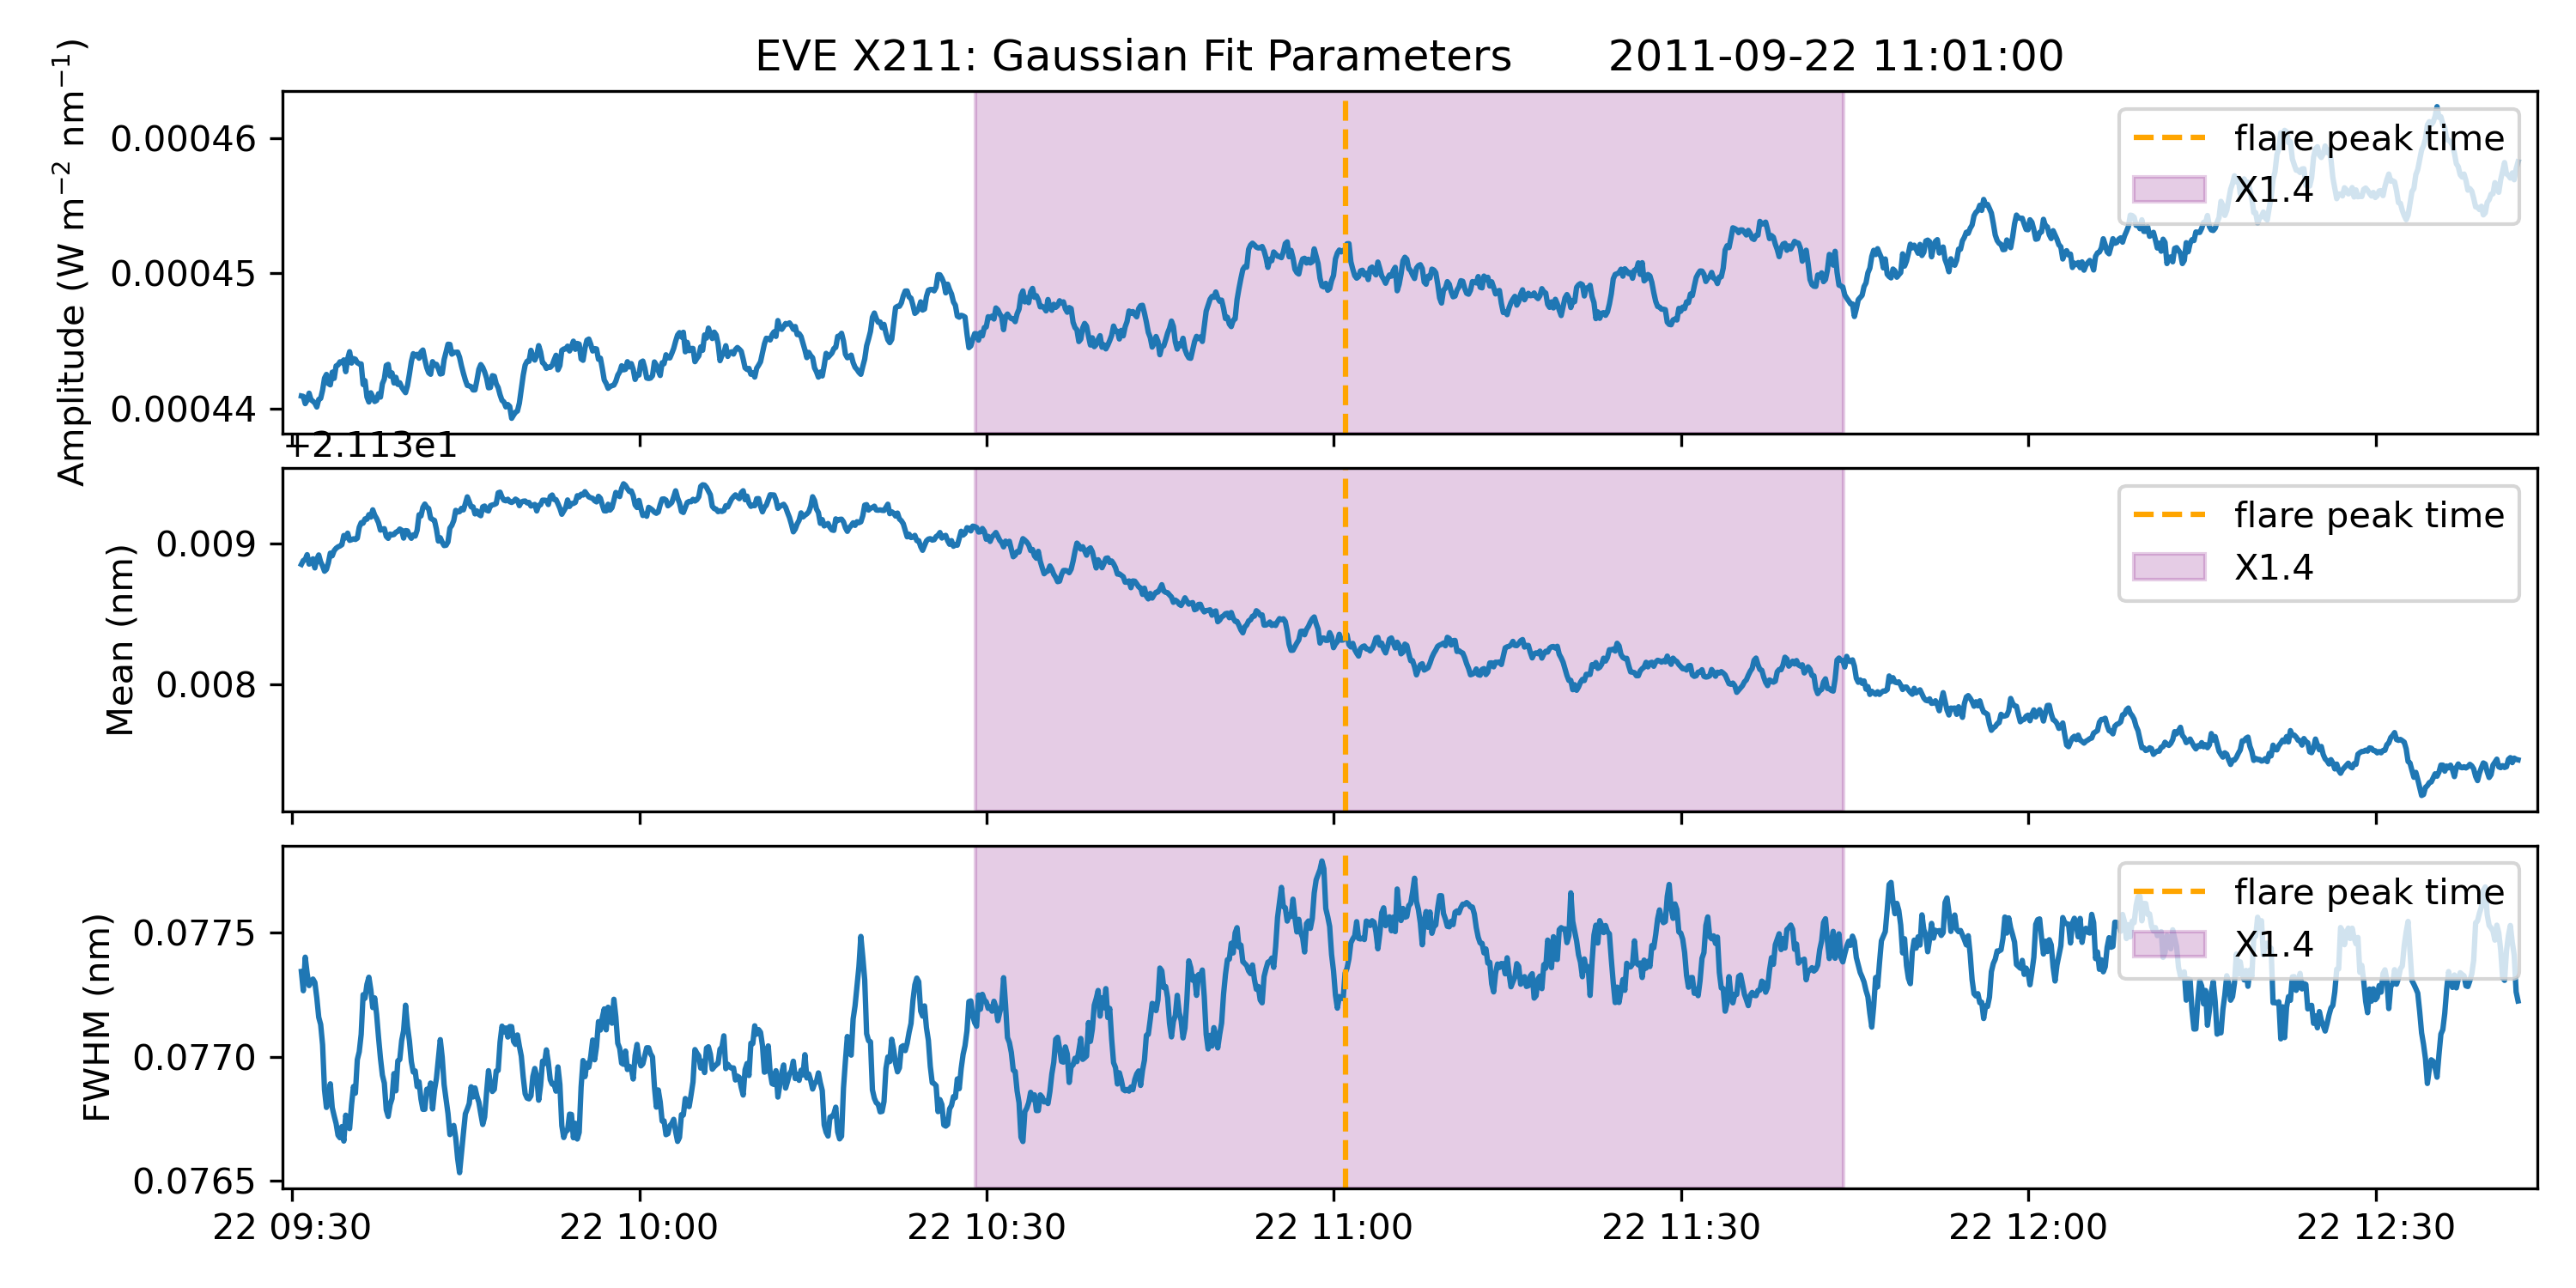 EVE X211: Gaussian Fit Parameters 2011-09-22 11:01:00
Amplitude (W m⁻² nm⁻¹)
0.00046
0.00045
0.00044
flare peak time
X1.4
+2.113e1
Mean (nm)
0.009
0.008
flare peak time
X1.4
FWHM (nm)
0.0775
0.0770
0.0765
flare peak time
X1.4
22 09:30 22 10:00 22 10:30 22 11:00 22 11:30 22 12:00 22 12:30